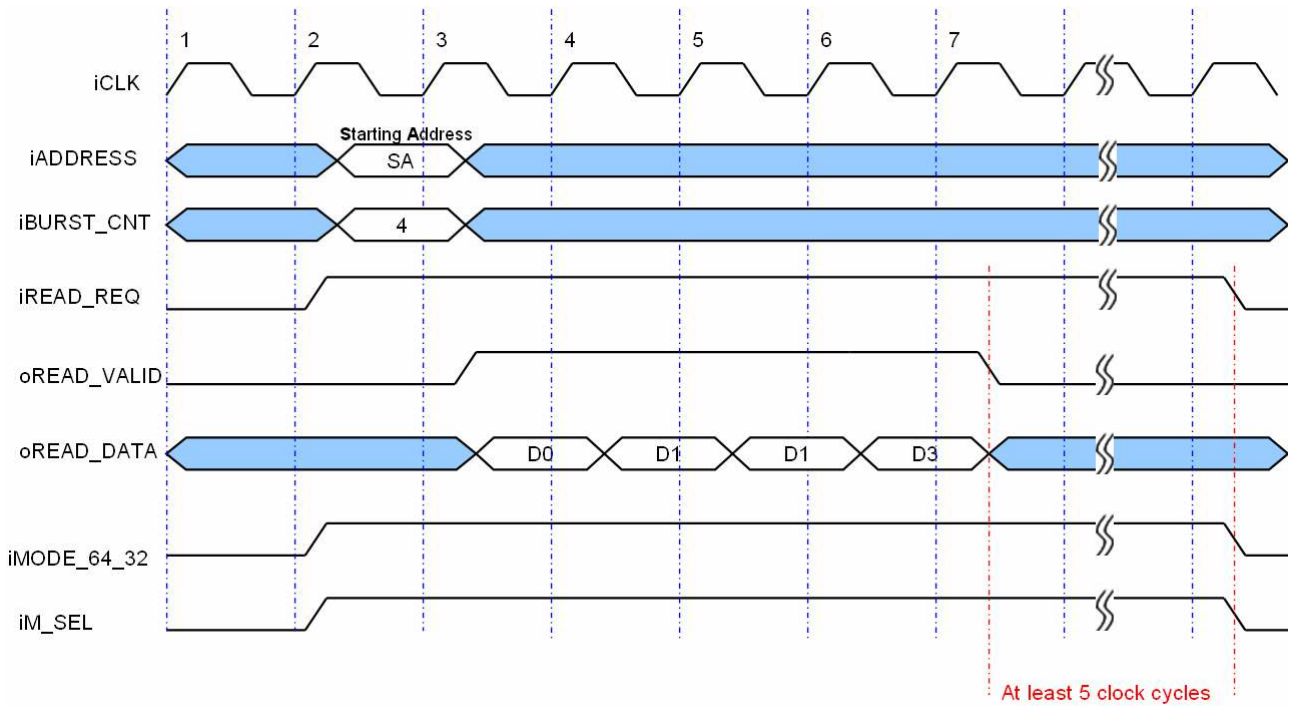 1 2 3 4 5 6 7
iCLK
Starting Address
iADDRESS SA
iBURST_CNT 4
iREAD_REQ
oREAD_VALID
oREAD_DATA D0 D1 D1 D3
iMODE_64_32
iM_SEL
At least 5 clock cycles